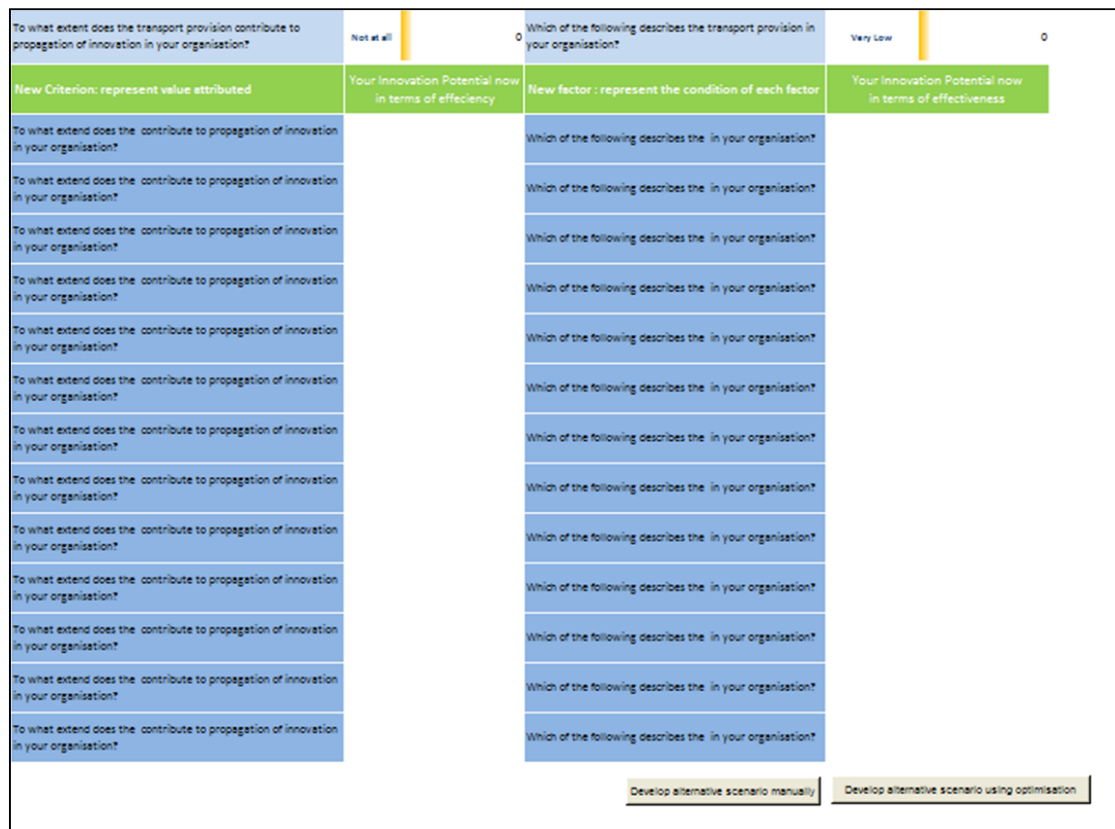 To what extent does the transport provision contribute to
propagation of innovation in your organisation?
Not at all
0
Which of the following describes the transport provision in
your organisation?
Very Low
0
New Criterion: represent value attributed
Your Innovation Potential now
in terms of effeciency
New factor : represent the condition of each factor
Your Innovation Potential now
in terms of effectiveness
To what extend does the contribute to propagation of innovation
in your organisation?
Which of the following describes the in your organisation?
To what extend does the contribute to propagation of innovation
in your organisation?
Which of the following describes the in your organisation?
To what extend does the contribute to propagation of innovation
in your organisation?
Which of the following describes the in your organisation?
To what extend does the contribute to propagation of innovation
in your organisation?
Which of the following describes the in your organisation?
To what extend does the contribute to propagation of innovation
in your organisation?
Which of the following describes the in your organisation?
To what extend does the contribute to propagation of innovation
in your organisation?
Which of the following describes the in your organisation?
To what extend does the contribute to propagation of innovation
in your organisation?
Which of the following describes the in your organisation?
To what extend does the contribute to propagation of innovation
in your organisation?
Which of the following describes the in your organisation?
To what extend does the contribute to propagation of innovation
in your organisation?
Which of the following describes the in your organisation?
To what extend does the contribute to propagation of innovation
in your organisation?
Which of the following describes the in your organisation?
To what extend does the contribute to propagation of innovation
in your organisation?
Which of the following describes the in your organisation?
To what extend does the contribute to propagation of innovation
in your organisation?
Which of the following describes the in your organisation?
To what extend does the contribute to propagation of innovation
in your organisation?
Which of the following describes the in your organisation?
Develop alternative scenario manually
Develop alternative scenario using optimisation